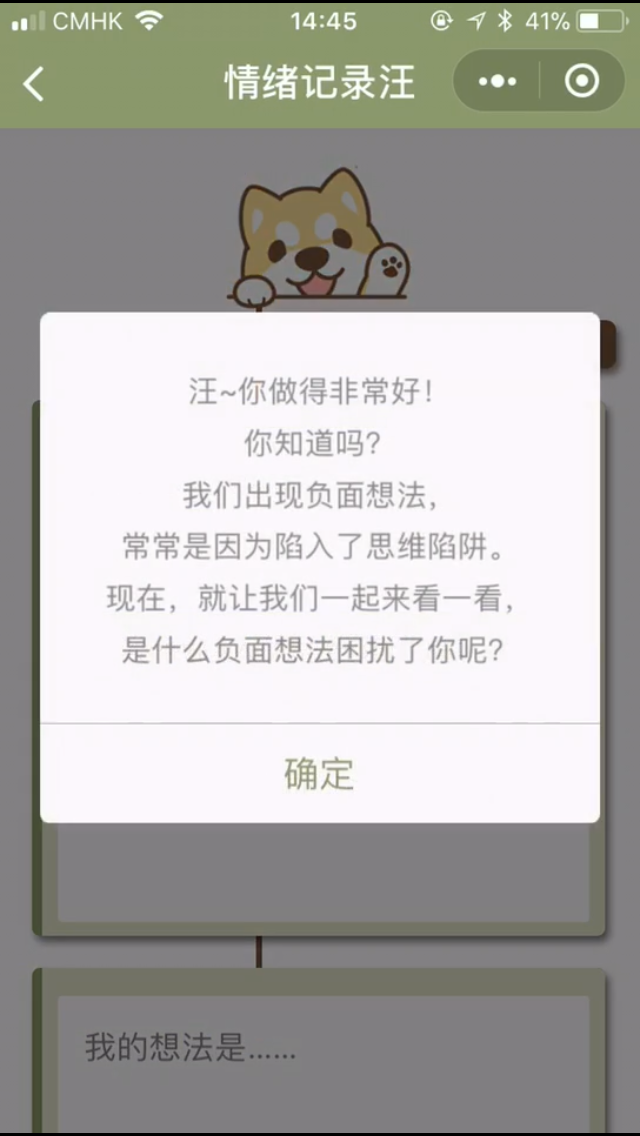 CMHK 14:45 41%
情绪记录汪
汪~你做得非常好!
你知道吗?
我们出现负面想法,
常常是因为陷入了思维陷阱。
现在，就让我们一起来看一看,
是什么负面想法困扰了你呢?
确定
我的想法是……